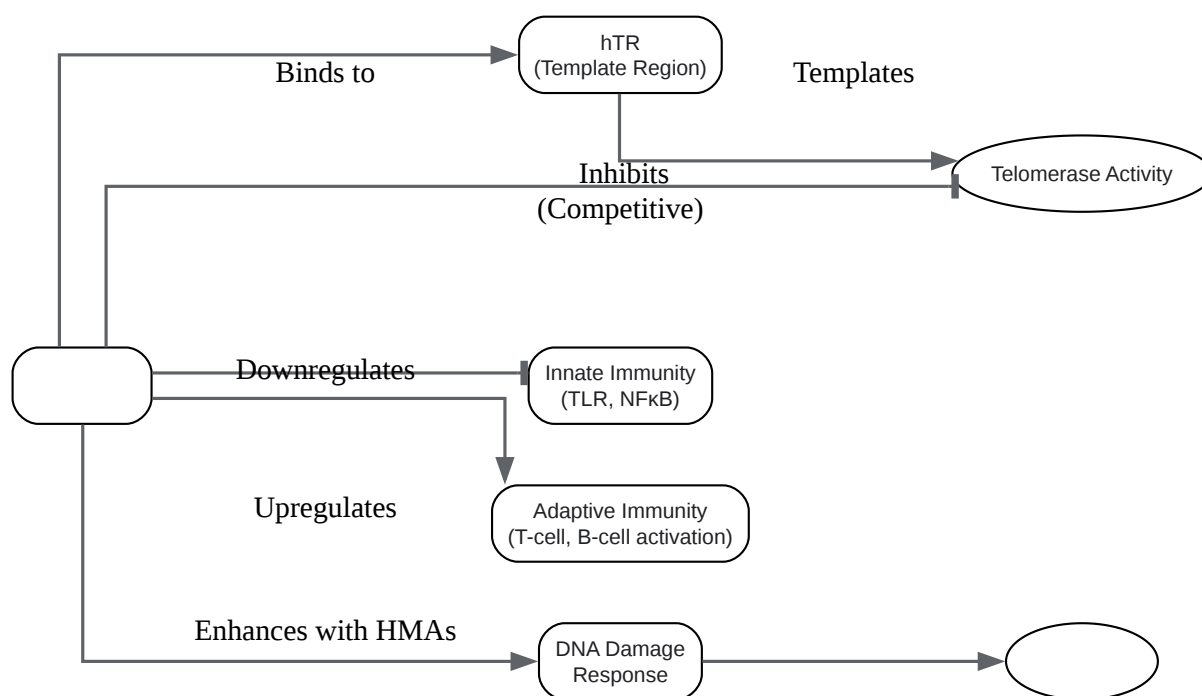 hTR
(Template Region)
Binds to
Templates
Telomerase Activity
Inhibits
(Competitive)
Downregulates
Innate Immunity
(TLR, NFκB)
Upregulates
Adaptive Immunity
(T-cell, B-cell activation)
Enhances with HMAs
DNA Damage
Response